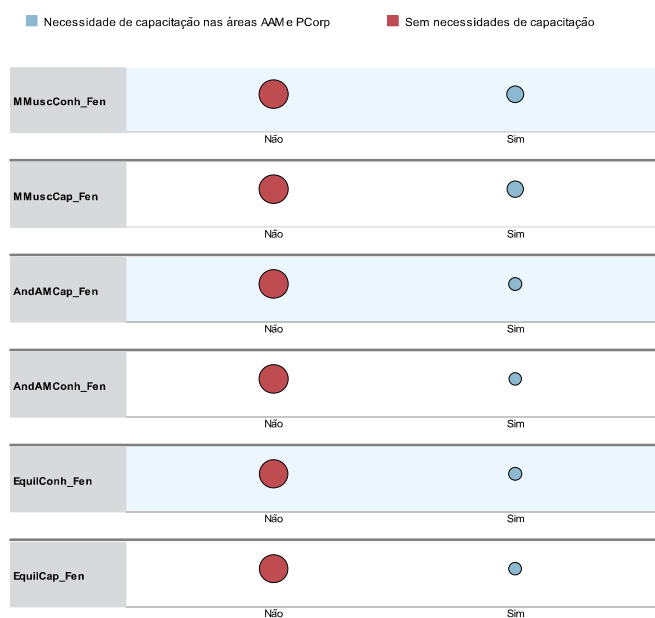 Necessidade de capacitação nas áreas AAM e PCorp
Sem necessidades de capacitação
MMuscConh_Fen
Não Sim
MMuscCap_Fen
Não Sim
AndAMCap_Fen
Não Sim
AndAMConh_Fen
Não Sim
EquilConh_Fen
Não Sim
EquilCap_Fen
Não Sim